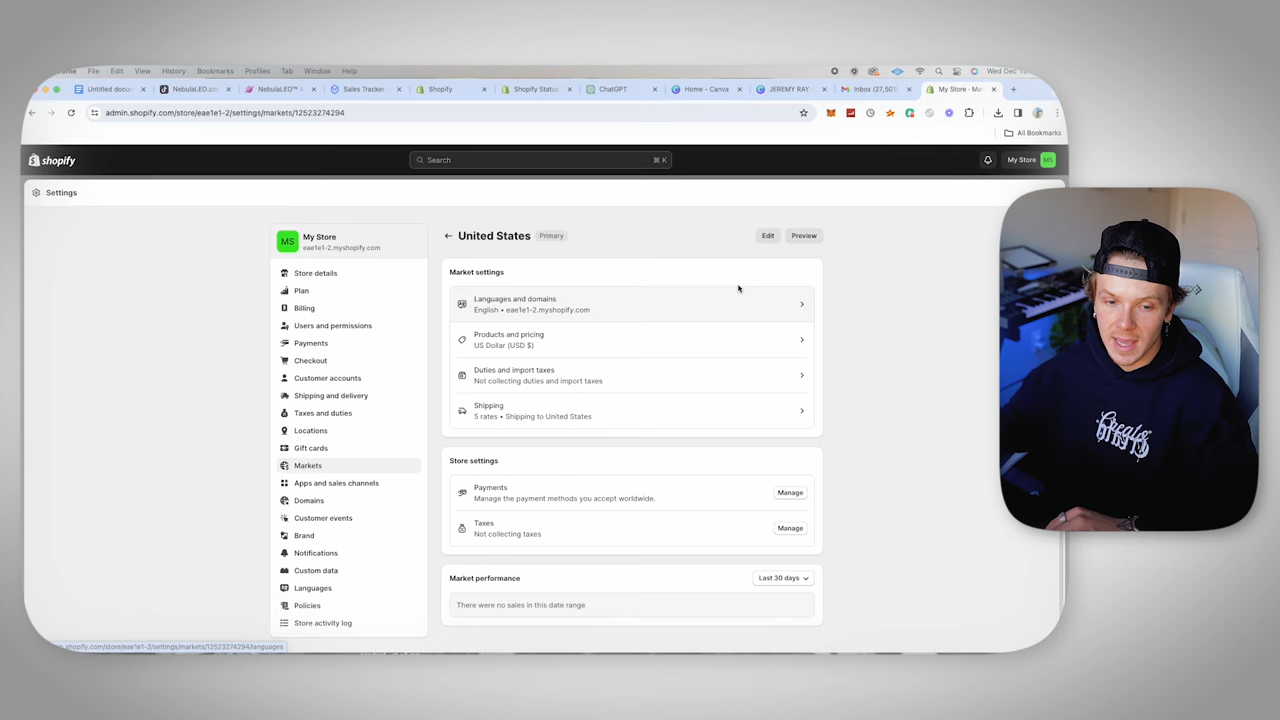 File Edit View History Bookmarks Profiles Tab Window Help
Untitled docu
NebulaLED.co
NebulaLED™ A
Sales Tracker
Shopify
Shopify Status
ChatGPT
Home - Canva
JEREMY RAY -
Inbox (27,501)
My Store - Mar
admin.shopify.com/store/eae1e1-2/settings/markets/12523274294
All Bookmarks
shopify
Search
⌘ K
My Store
MS
Settings
MS
My Store
eae1e1-2.myshopify.com
Store details
Plan
Billing
Users and permissions
Payments
Checkout
Customer accounts
Shipping and delivery
Taxes and duties
Locations
Gift cards
Markets
Apps and sales channels
Domains
Customer events
Brand
Notifications
Custom data
Languages
Policies
Store activity log
United States Primary
Edit
Preview
Market settings
Languages and domains
English • eae1e1-2.myshopify.com
Products and pricing
US Dollar (USD $)
Duties and import taxes
Not collecting duties and import taxes
Shipping
5 rates • Shipping to United States
Store settings
Payments
Manage the payment methods you accept worldwide.
Manage
Taxes
Not collecting taxes
Manage
Market performance
Last 30 days
There were no sales in this date range
.shopify.com/store/eae1e1-2/settings/markets/12523274294/languages
Create